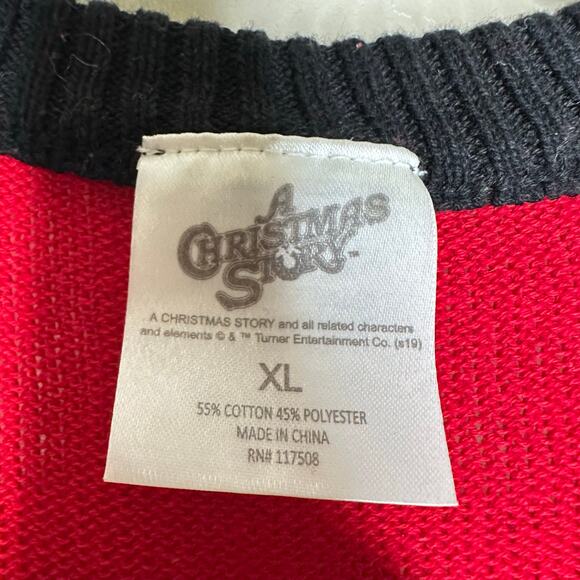 A
CHRISTMAS
STORY™
A CHRISTMAS STORY and all related characters
and elements © & ™ Turner Entertainment Co. (s19)
XL
55% COTTON 45% POLYESTER
MADE IN CHINA
RN# 117508